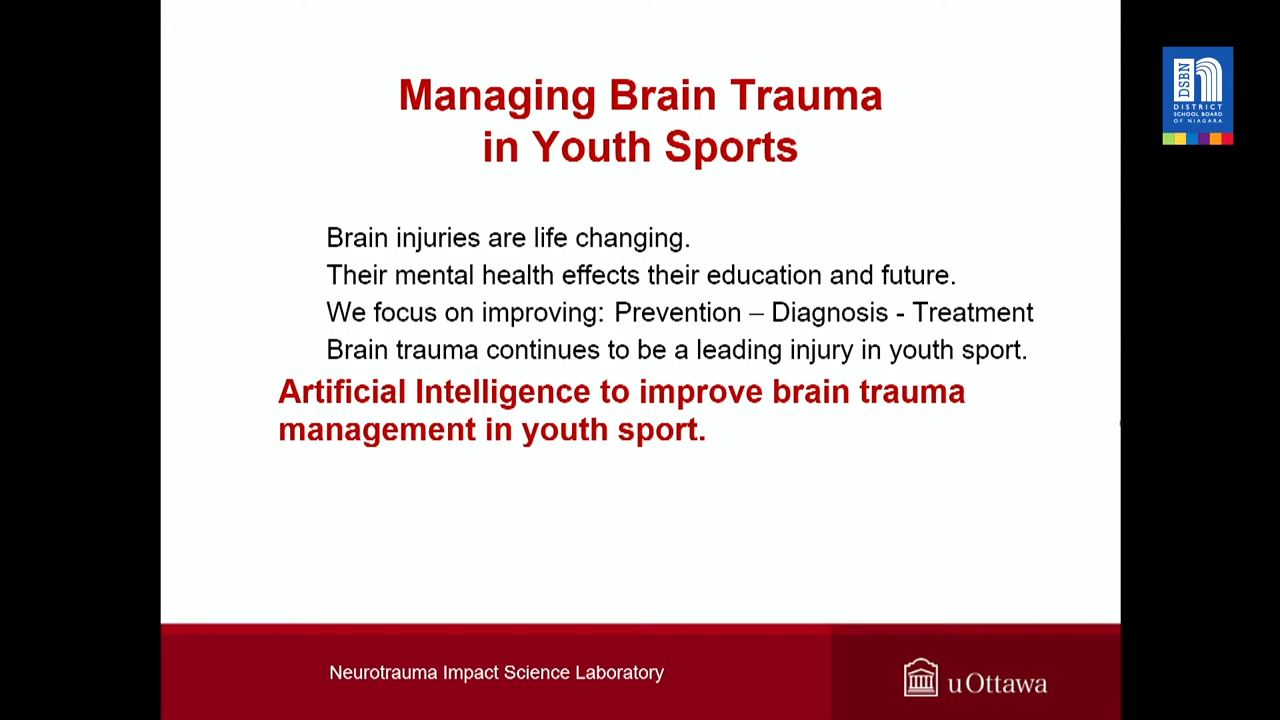 Managing Brain Trauma
in Youth Sports
Brain injuries are life changing.
Their mental health effects their education and future.
We focus on improving: Prevention – Diagnosis - Treatment
Brain trauma continues to be a leading injury in youth sport.
Artificial Intelligence to improve brain trauma
management in youth sport.
Neurotrauma Impact Science Laboratory
uOttawa
DSBN
DISTRICT
SCHOOL BOARD
OF NIAGARA